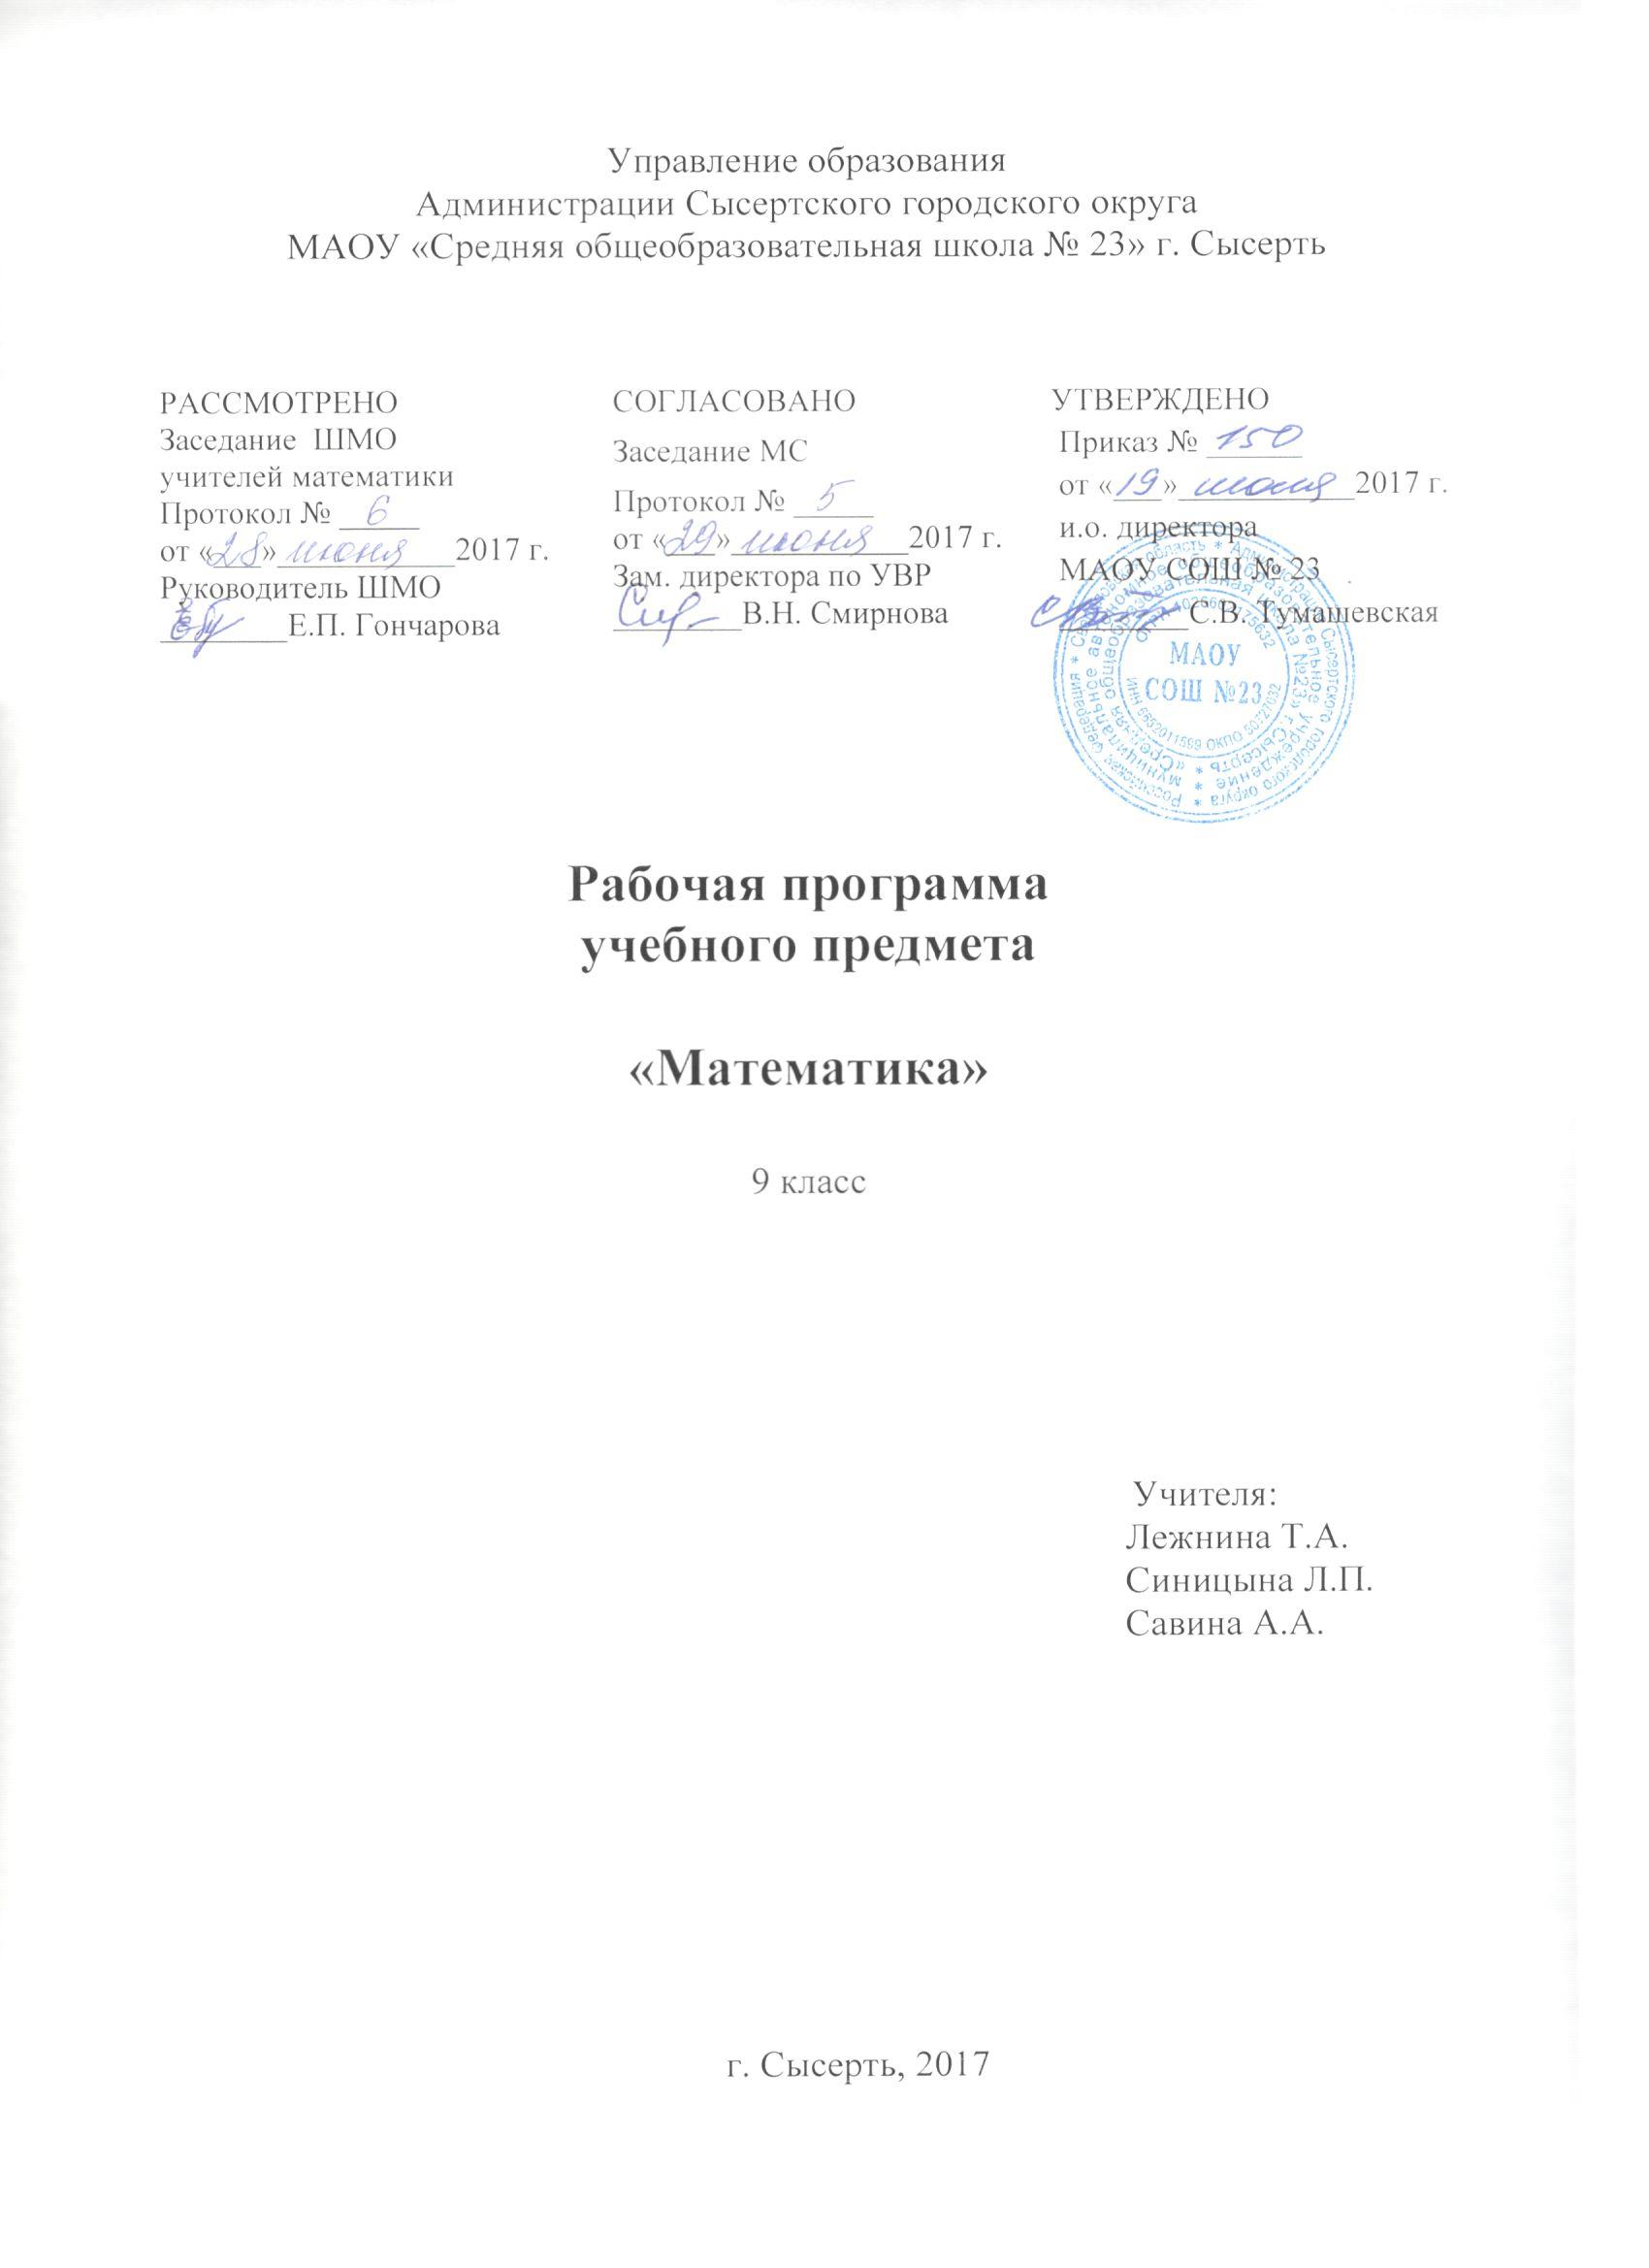 Управление образования
Администрации Сысертского городского округа
МАОУ «Средняя общеобразовательная школа № 23» г. Сысерть
РАССМОТРЕНО
Заседание ШМО
учителей математики
Протокол № 6
от «28» июня 2017 г.
Руководитель ШМО
Е.П. Гончарова
СОГЛАСОВАНО
Заседание МС
Протокол № 5
от «29» июня 2017 г.
Зам. директора по УВР
В.Н. Смирнова
УТВЕРЖДЕНО
Приказ № 150
от «19» июня 2017 г.
и.о. директора
МАОУ СОШ № 23
С.В. Тумашевская
МАОУ
СОШ №23
Рабочая программа
учебного предмета
«Математика»
9 класс
Учителя:
Лежнина Т.А.
Синицына Л.П.
Савина А.А.
г. Сысерть, 2017